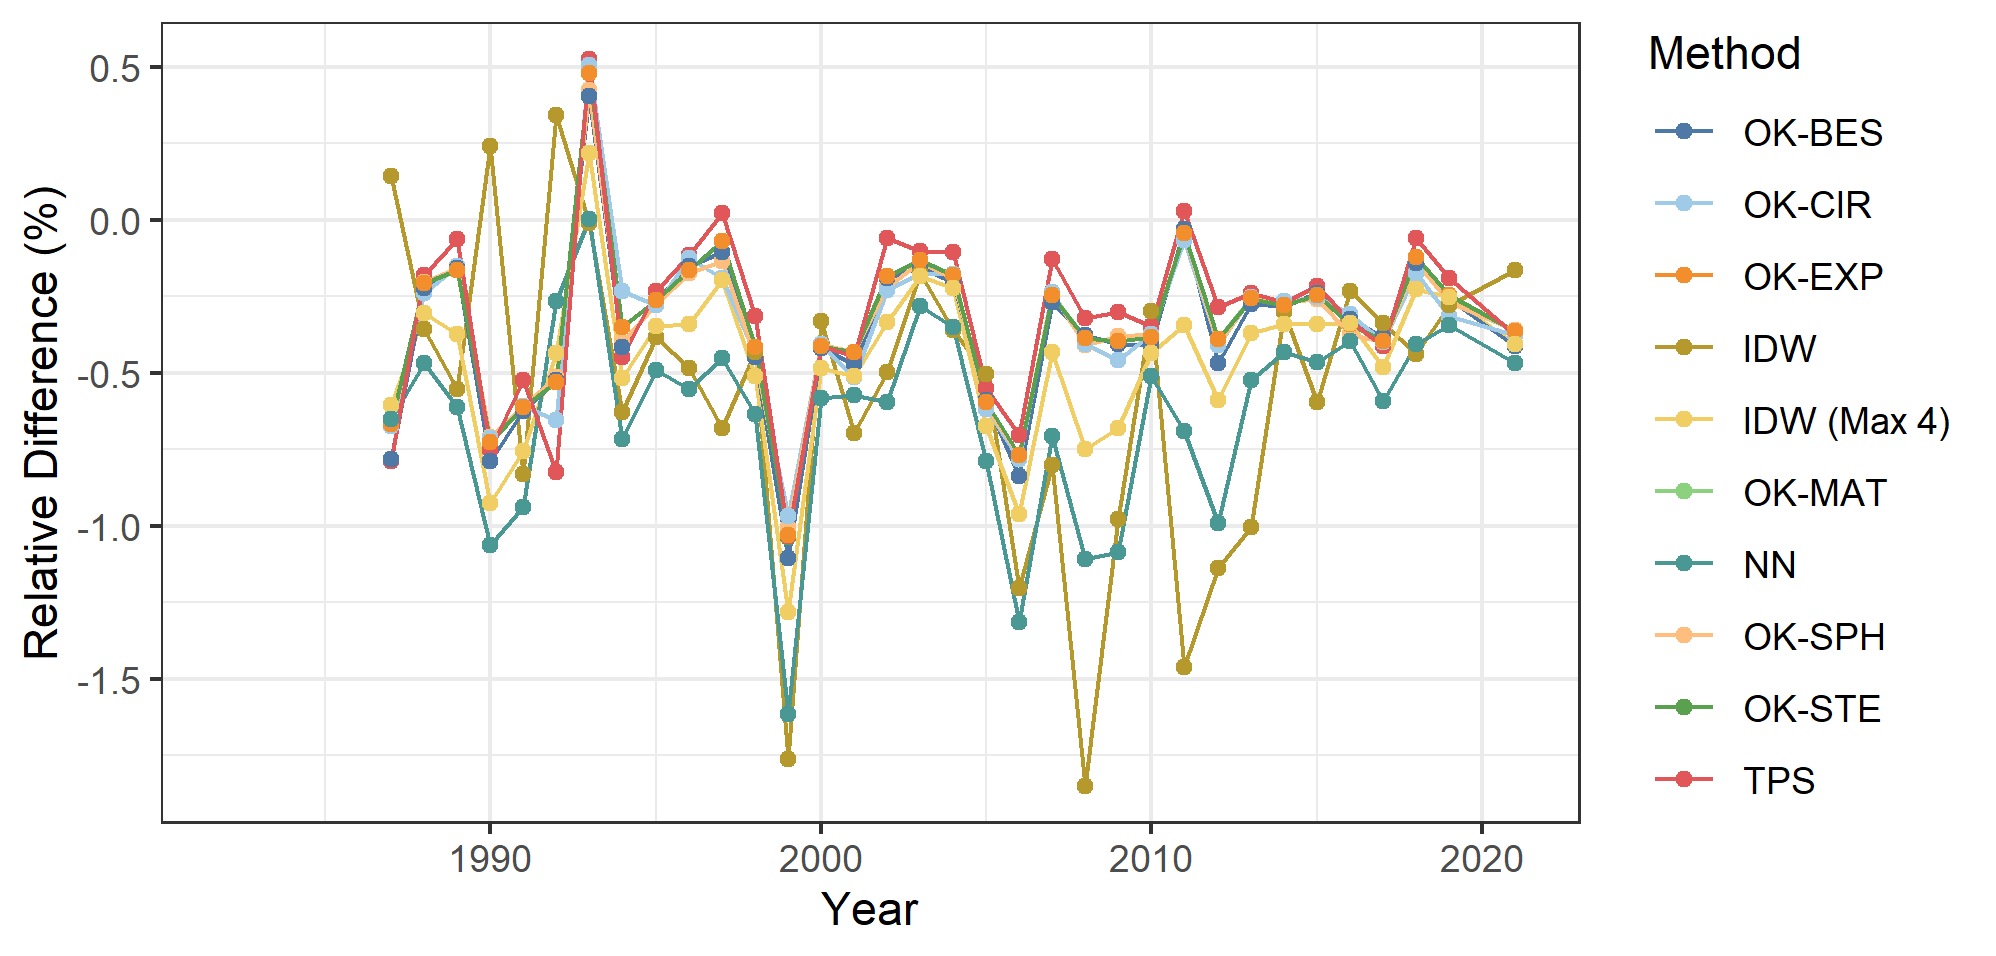 Relative Difference (%)
0.5
0.0
-0.5
-1.0
-1.5
1990
2000
2010
2020
Year
Method
OK-BES
OK-CIR
OK-EXP
IDW
IDW (Max 4)
OK-MAT
NN
OK-SPH
OK-STE
TPS